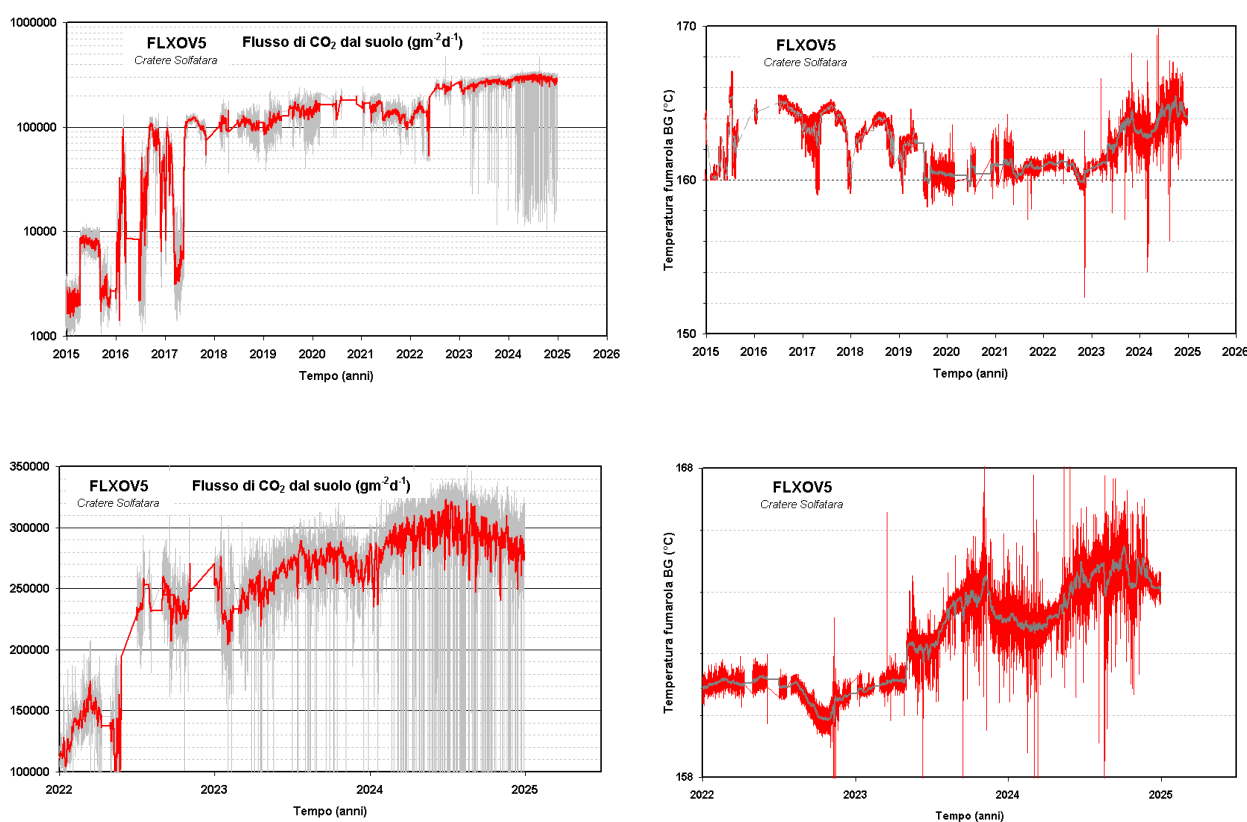 FLXOV5 Flusso di CO₂ dal suolo (gm⁻²d⁻¹)
Cratere Solfatara
1000000
100000
10000
1000
2015 2016 2017 2018 2019 2020 2021 2022 2023 2024 2025 2026
Tempo (anni)
FLXOV5
Cratere Solfatara
Temperatura fumarola BG (°C)
170
160
150
2015 2016 2017 2018 2019 2020 2021 2022 2023 2024 2025 2026
Tempo (anni)
FLXOV5 Flusso di CO₂ dal suolo (gm⁻²d⁻¹)
Cratere Solfatara
350000
300000
250000
200000
150000
100000
2022 2023 2024 2025
Tempo (anni)
FLXOV5
Cratere Solfatara
Temperatura fumarola BG (°C)
168
158
2022 2023 2024 2025
Tempo (anni)